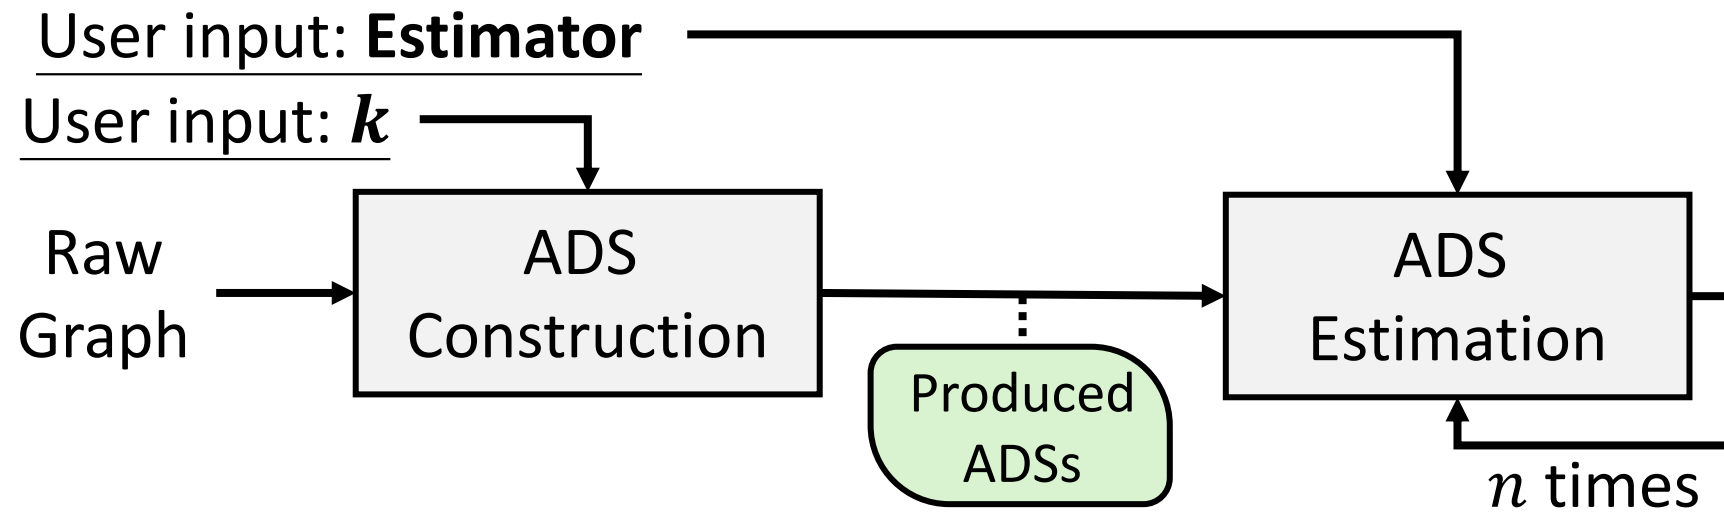 User input: Estimator
User input: k
Raw
Graph
ADS
Construction
Produced
ADSs
ADS
Estimation
n times